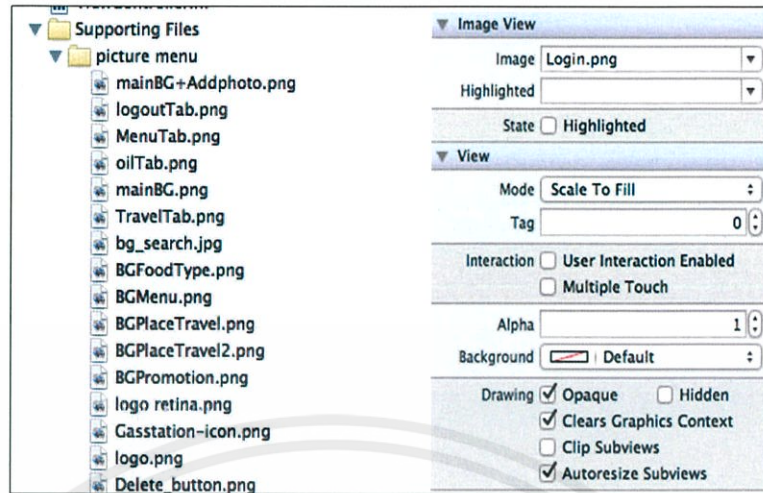 Supporting Files
picture menu
mainBG+Addphoto.png
logoutTab.png
MenuTab.png
oilTab.png
mainBG.png
TravelTab.png
bg_search.jpg
BGFoodType.png
BGMenu.png
BGPlaceTravel.png
BGPlaceTravel2.png
BGPromotion.png
logo retina.png
Gasstation-icon.png
logo.png
Delete_button.png
Image View
Image Login.png
Highlighted
State Highlighted
View
Mode Scale To Fill
Tag 0
Interaction User Interaction Enabled
Multiple Touch
Alpha 1
Background Default
Drawing Opaque Hidden
Clears Graphics Context
Clip Subviews
Autoresize Subviews